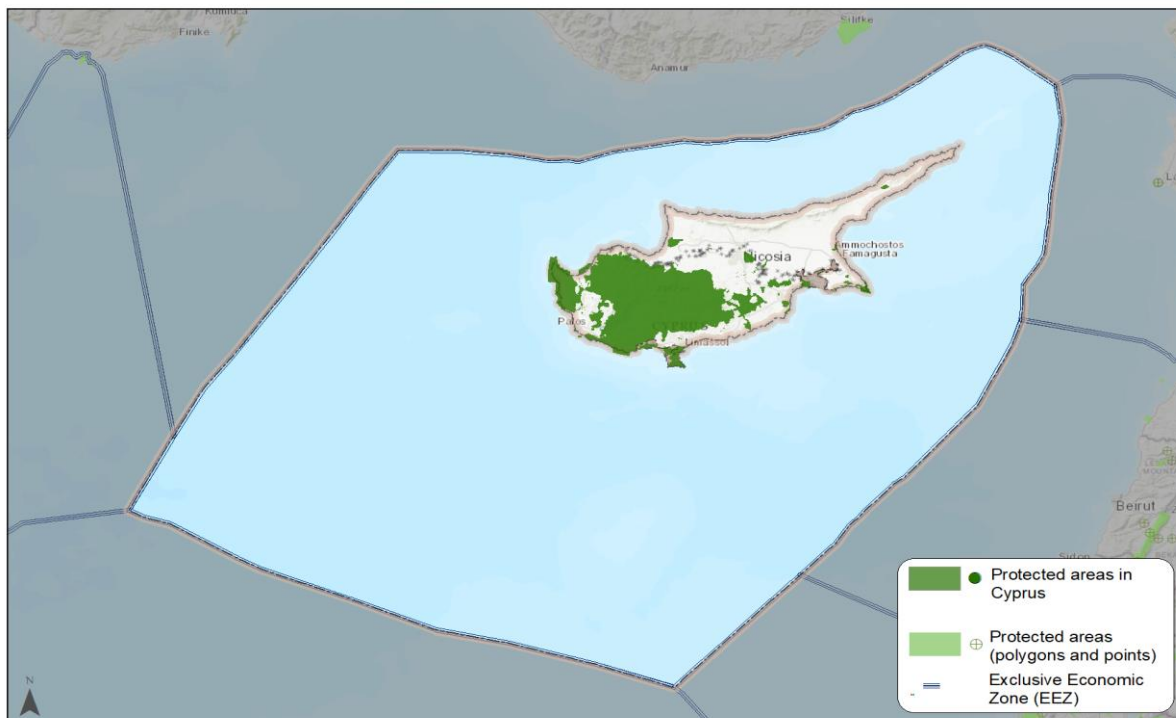 Finike
Silifke
Anamur
Nicosia
Famagusta
Pafos
Limassol
Beirut
Sidon
Protected areas in
Cyprus
Protected areas
(polygons and points)
Exclusive Economic
Zone (EEZ)
N